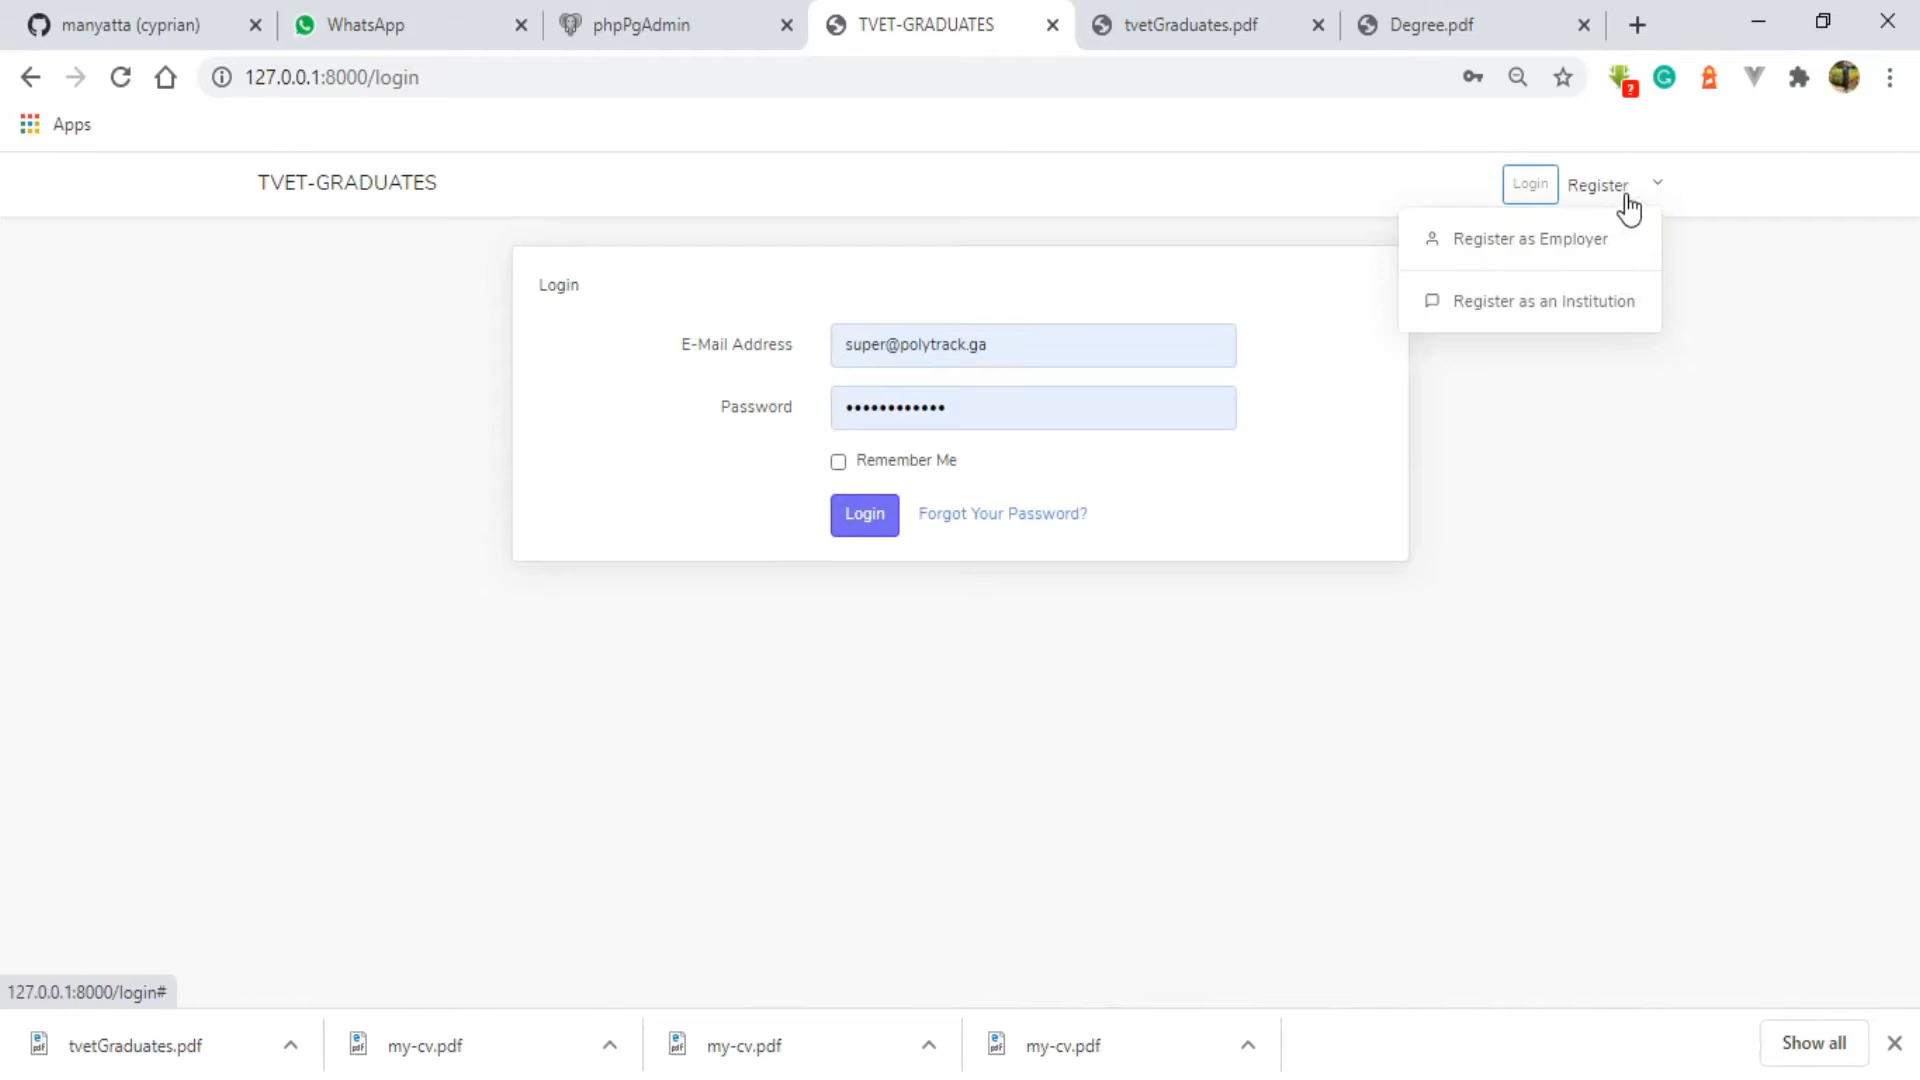 manyatta (cyprian)
WhatsApp
phpPgAdmin
TVET-GRADUATES
tvetGraduates.pdf
Degree.pdf
127.0.0.1:8000/login
?
G
Apps
TVET-GRADUATES
Login
Register
Register as Employer
Register as an Institution
Login
E-Mail Address
super@polytrack.ga
Password
••••••••••••
Remember Me
Login
Forgot Your Password?
127.0.0.1:8000/login#
tvetGraduates.pdf
my-cv.pdf
my-cv.pdf
my-cv.pdf
Show all